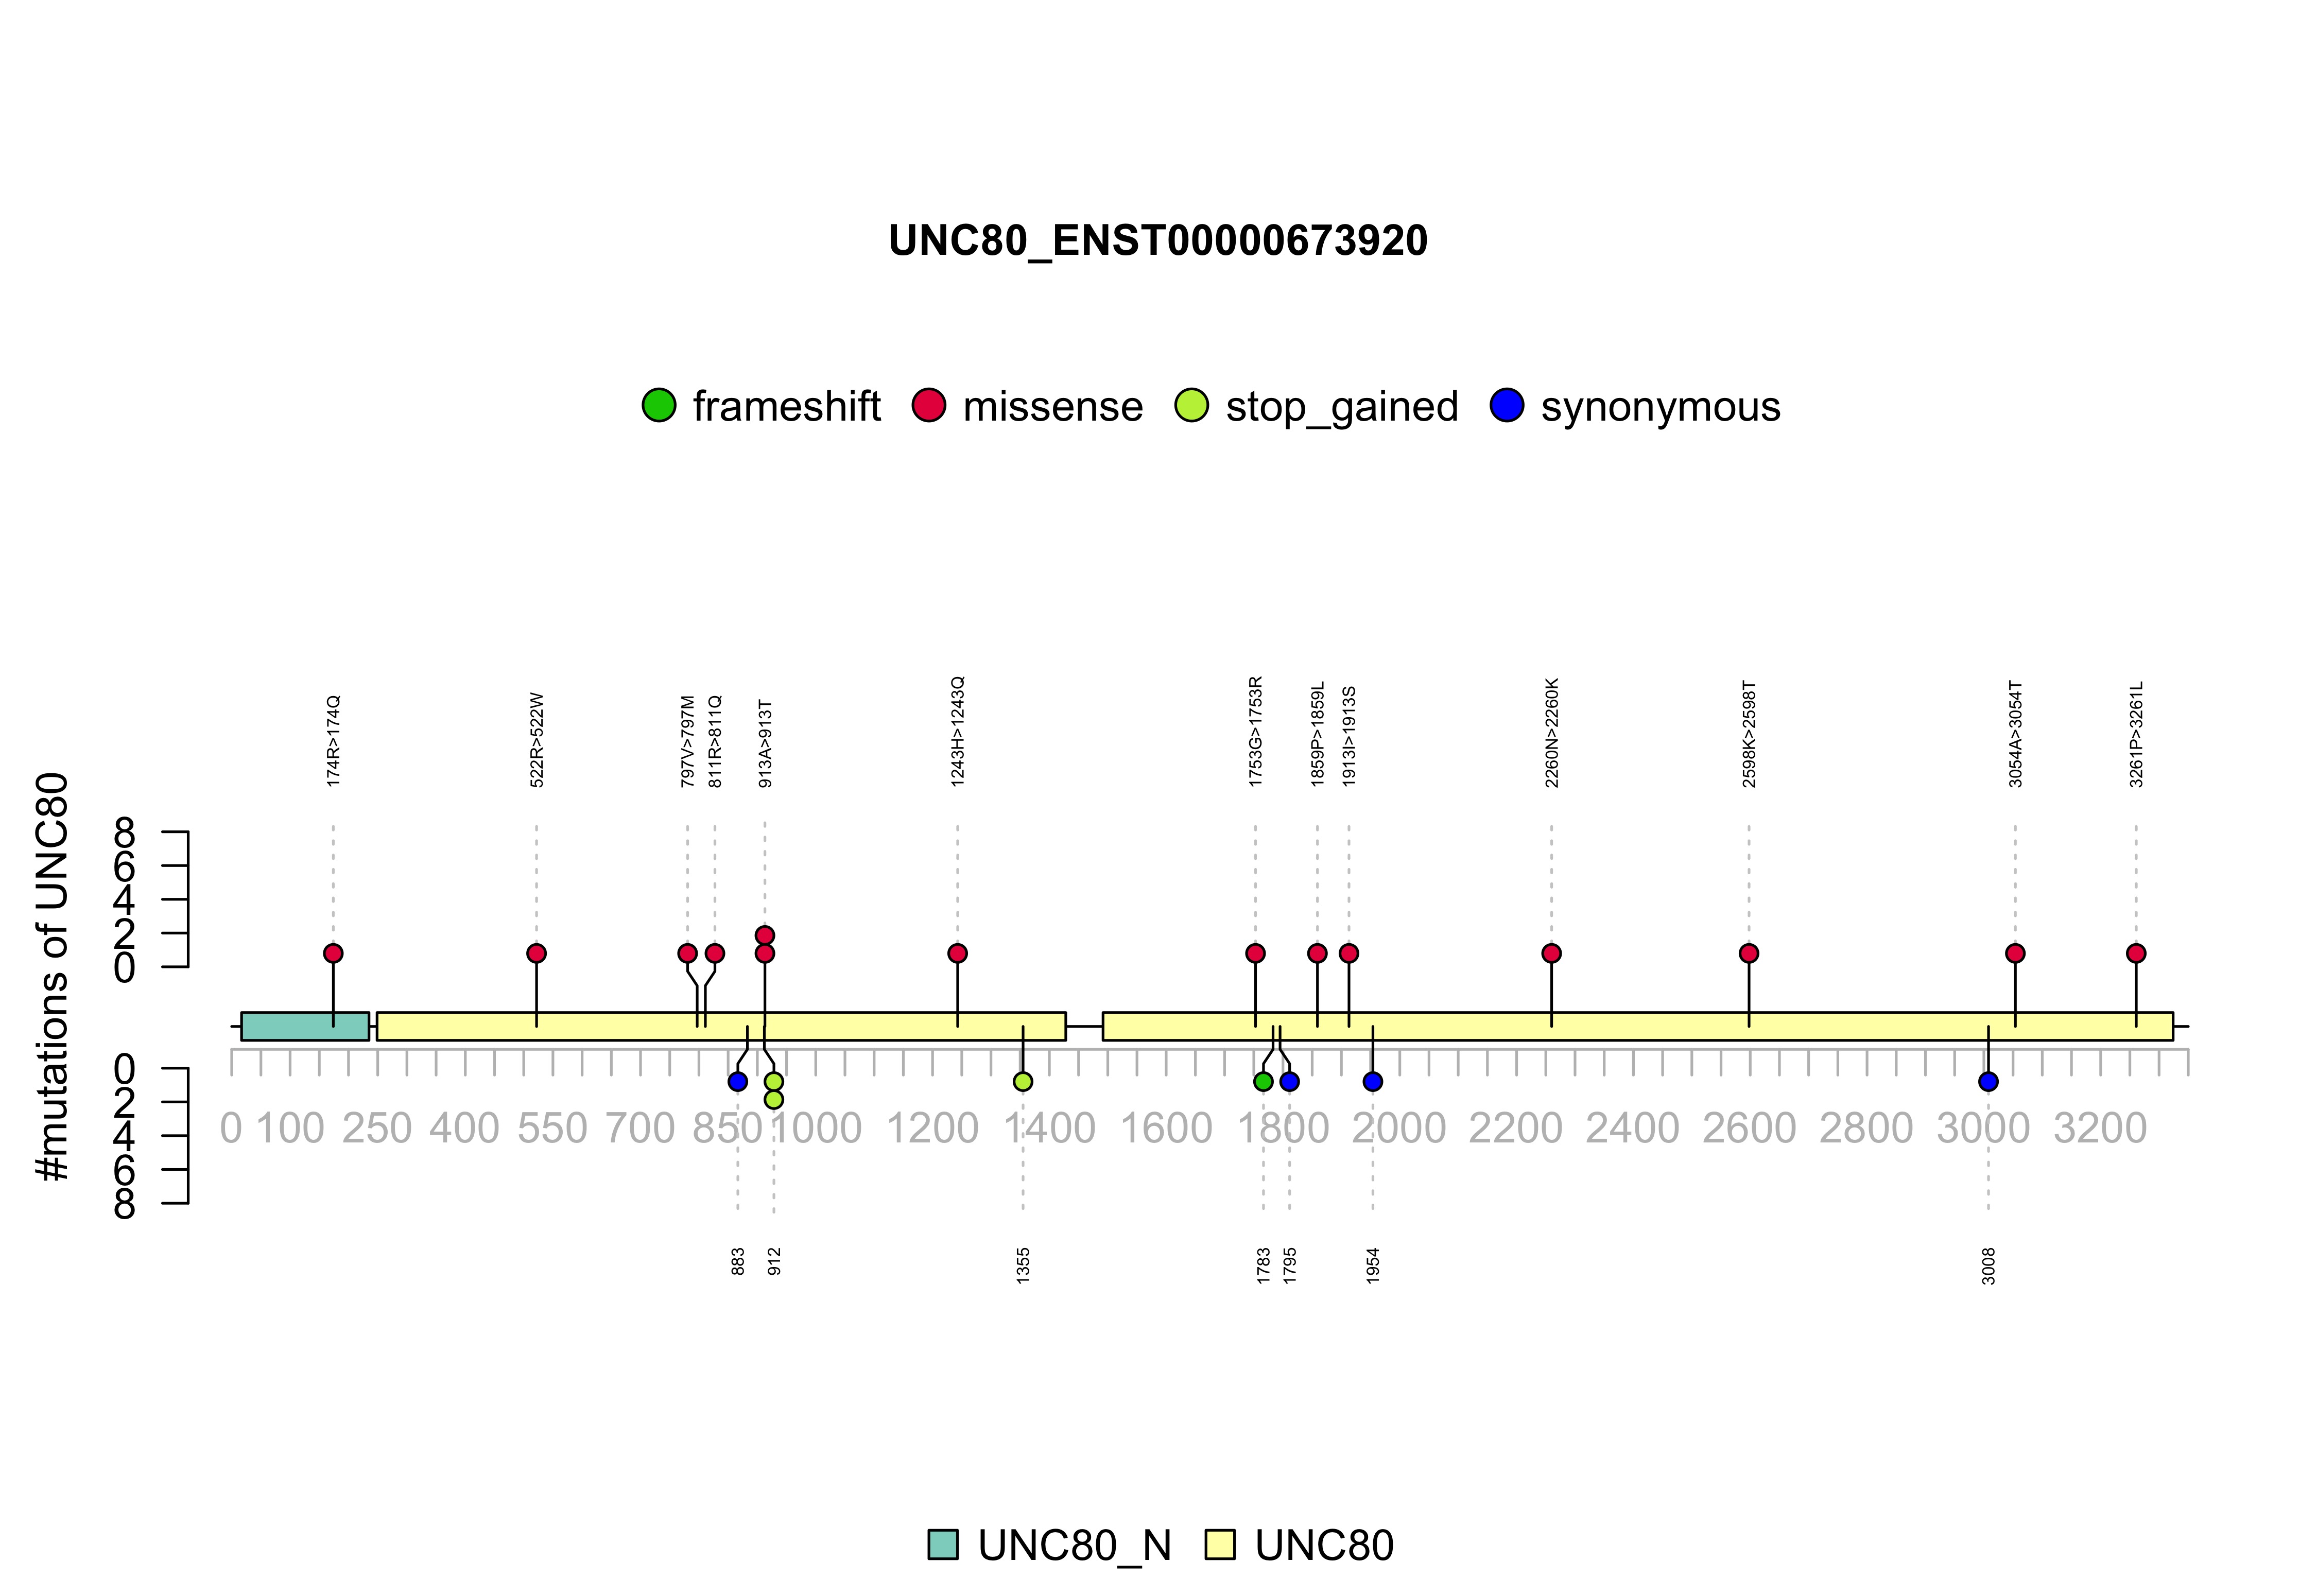 UNC80_ENST00000673920
frameshift missense stop_gained synonymous
174R>174Q
522R>522W
797V>797M
811R>811Q
913A>913T
1243H>1243Q
1753G>1753R
1859P>1859L
1913I>1913S
2260N>2260K
2598K>2598T
3054A>3054T
3261P>3261L
#mutations of UNC80
8
6
4
2
0
0
2
4
6
8
0 100 250 400 550 700 850 1000 1200 1400 1600 1800 2000 2200 2400 2600 2800 3000 3200
883
912
1355
1783
1795
1954
3008
UNC80_N UNC80